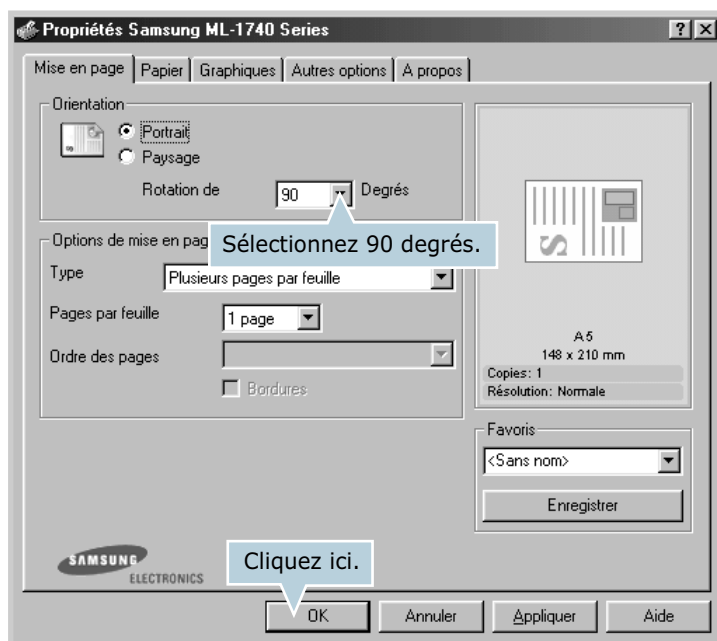 Propriétés Samsung ML-1740 Series
Mise en page Papier Graphiques Autres options A propos
Orientation
Portrait
Paysage
Rotation de 90 Degrés
Sélectionnez 90 degrés.
Options de mise en pag
Type Plusieurs pages par feuille
Pages par feuille 1 page
Ordre des pages
Bordures
S
A5
148 x 210 mm
Copies: 1
Résolution: Normale
Favoris
<Sans nom>
Enregistrer
SAMSUNG
ELECTRONICS
Cliquez ici.
OK Annuler Appliquer Aide